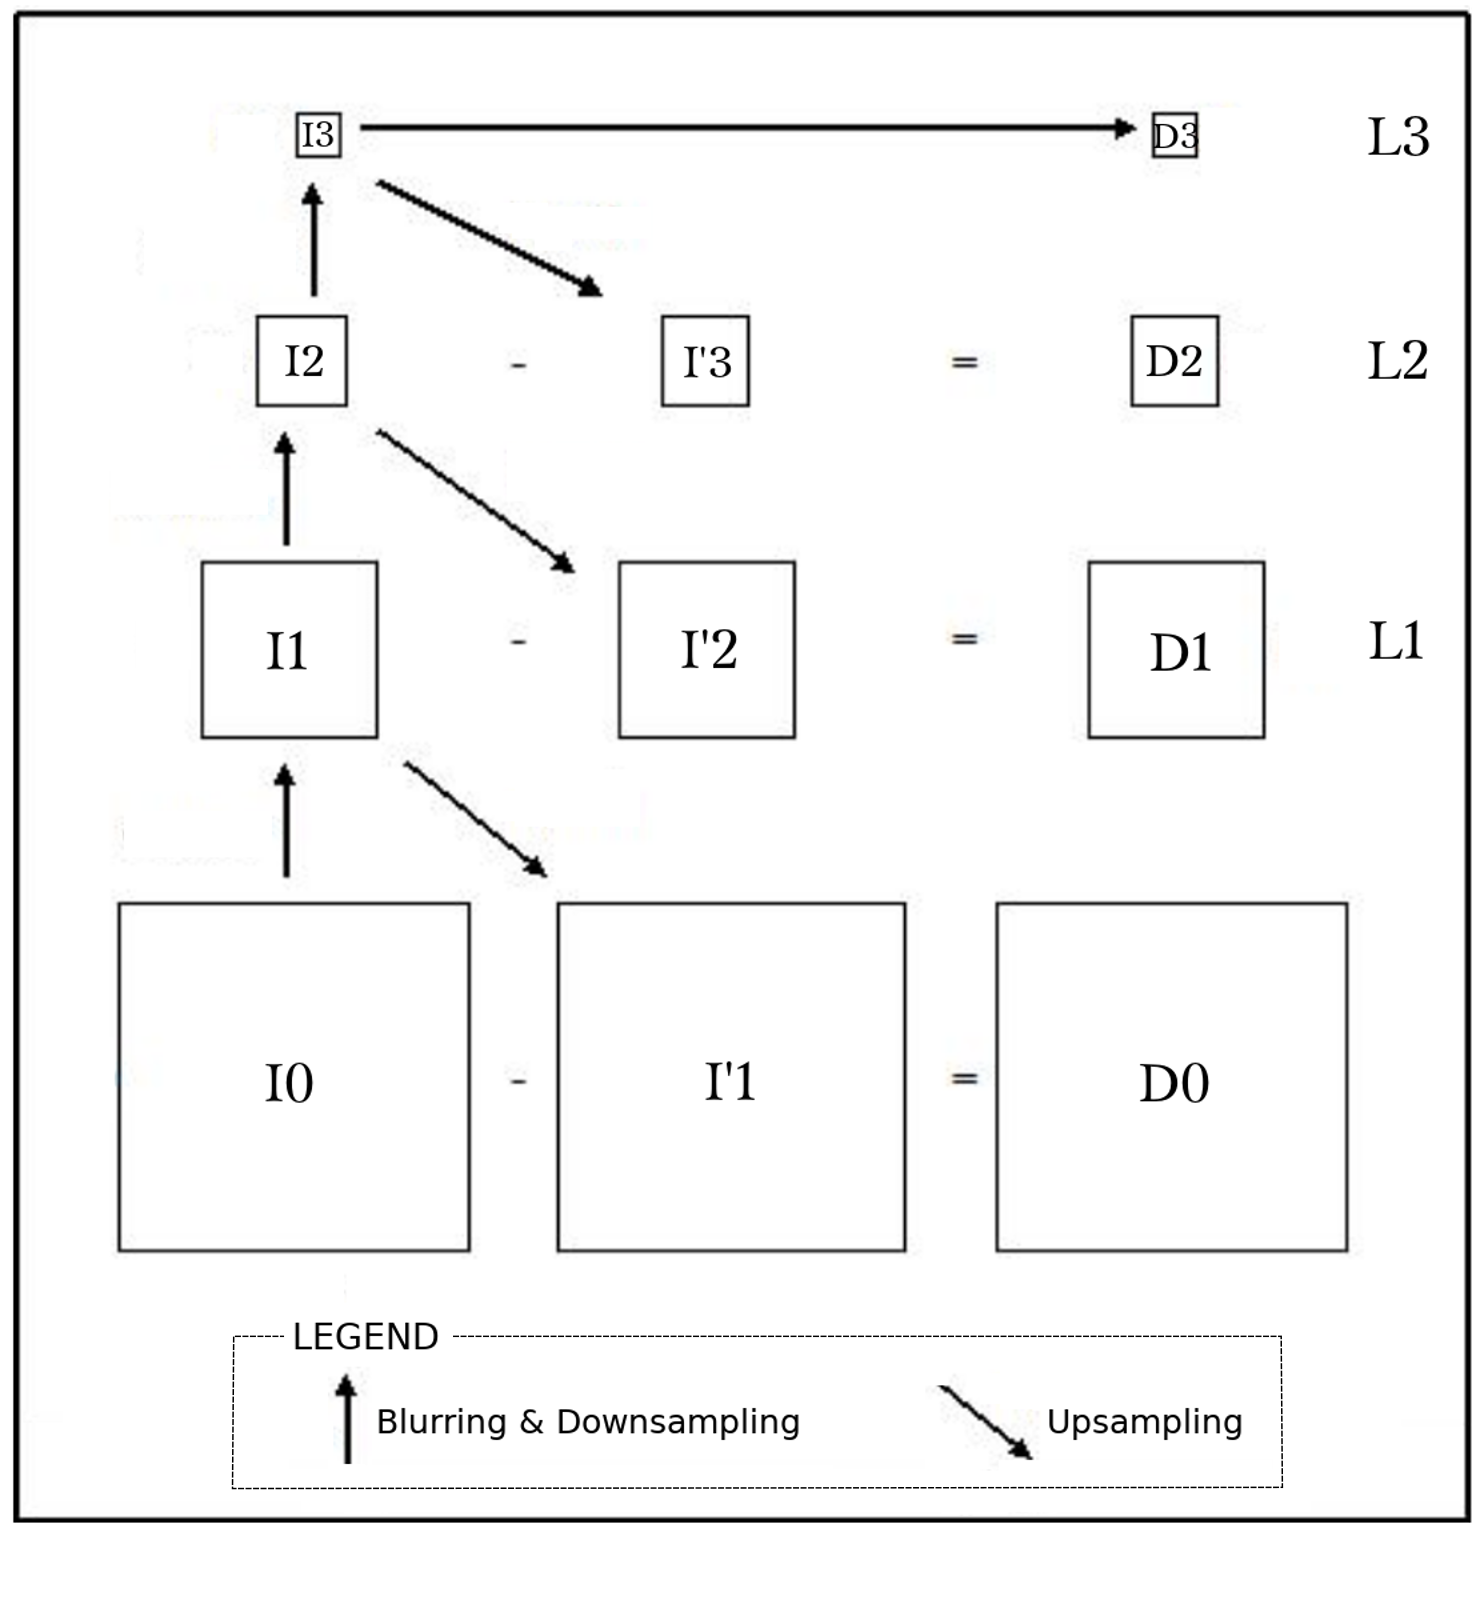 I3 D3 L3
I2 - I'3 = D2 L2
I1 - I'2 = D1 L1
I0 - I'1 = D0
LEGEND
Blurring & Downsampling Upsampling